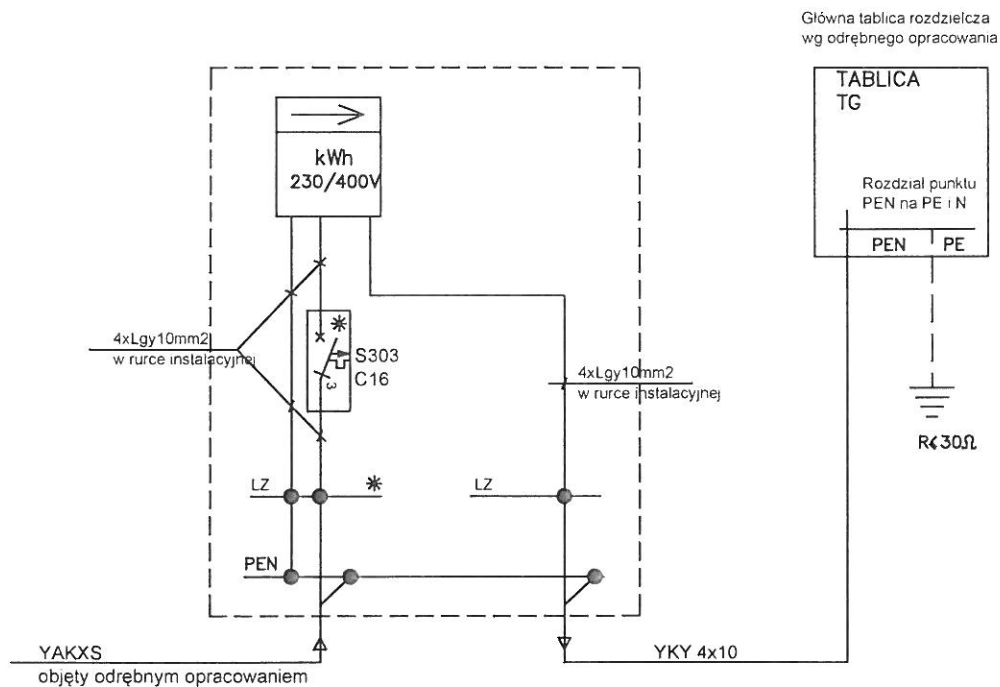 Główna tablica rozdzielcza
wg odrębnego opracowania
TABLICA
TG
kWh
230/400V
Rozdział punktu
PEN na PE i N
PEN
PE
4xLgy10mm2
w rurce instalacyjnej
S303
C16
3
4xLgy10mm2
w rurce instalacyjnej
R⩽30Ω
LZ
LZ
PEN
YAKXS
objęty odrębnym opracowaniem
YKY 4x10